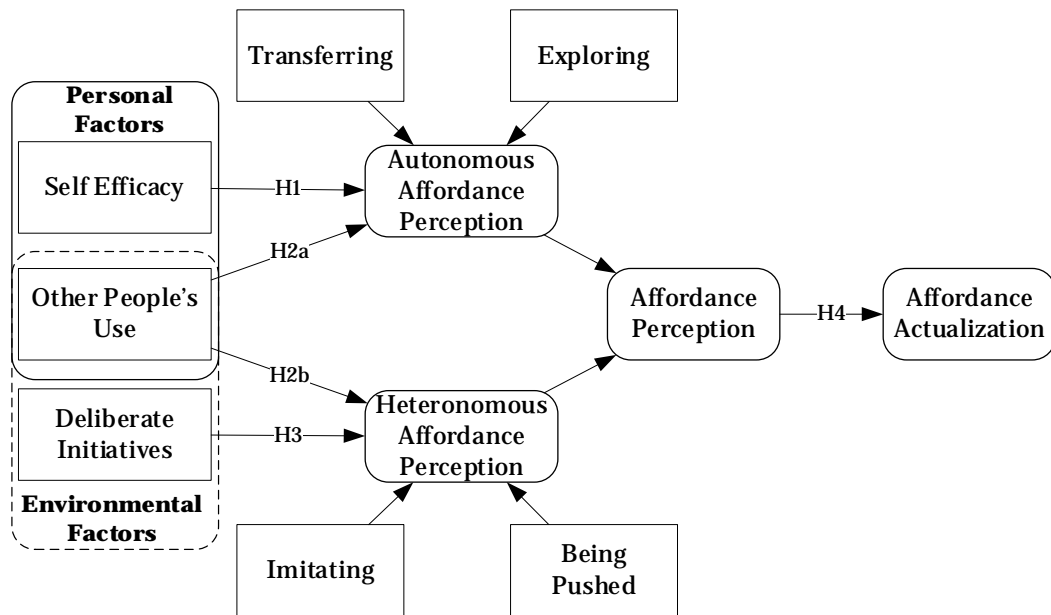 Transferring
Exploring
Personal
Factors
Self Efficacy
H1
Autonomous
Affordance
Perception
H2a
Other People's
Use
Affordance
Perception
H4
Affordance
Actualization
H2b
Deliberate
Initiatives
H3
Heteronomous
Affordance
Perception
Environmental
Factors
Imitating
Being
Pushed